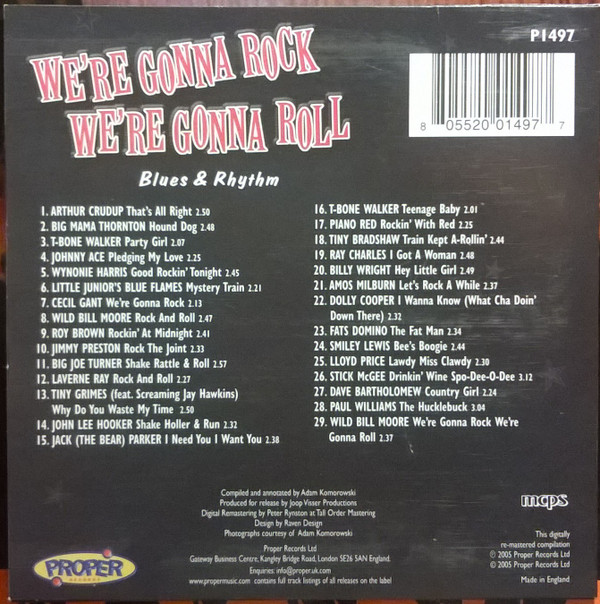 P1497
WE'RE GONNA ROCK
WE'RE GONNA ROLL
Blues & Rhythm
8 05520 01497 7
1. ARTHUR CRUDUP That's All Right 2.50
2. BIG MAMA THORNTON Hound Dog 2.48
3. T-BONE WALKER Party Girl 2.07
4. JOHNNY ACE Pledging My Love 2.25
5. WYNONIE HARRIS Good Rockin' Tonight 2.45
6. LITTLE JUNIOR'S BLUE FLAMES Mystery Train 2.21
7. CECIL GANT We're Gonna Rock 2.13
8. WILD BILL MOORE Rock And Roll 2.47
9. ROY BROWN Rockin' At Midnight 2.41
10. JIMMY PRESTON Rock The Joint 2.33
11. BIG JOE TURNER Shake Rattle & Roll 2.57
12. LAVERNE RAY Rock And Roll 2.27
13. TINY GRIMES (feat. Screaming Jay Hawkins)
Why Do You Waste My Time 2.50
14. JOHN LEE HOOKER Shake Holler & Run 2.32
15. JACK (THE BEAR) PARKER I Need You I Want You 2.38
16. T-BONE WALKER Teenage Baby 2.01
17. PIANO RED Rockin' With Red 2.25
18. TINY BRADSHAW Train Kept A-Rollin' 2.44
19. RAY CHARLES I Got A Woman 2.48
20. BILLY WRIGHT Hey Little Girl 2.49
21. AMOS MILBURN Let's Rock A While 2.37
22. DOLLY COOPER I Wanna Know (What Cha Doin'
Down There) 2.32
23. FATS DOMINO The Fat Man 2.34
24. SMILEY LEWIS Bee's Boogie 2.44
25. LLOYD PRICE Lawdy Miss Clawdy 2.30
26. STICK McGEE Drinkin' Wine Spo-Dee-O-Dee 3.12
27. DAVE BARTHOLOMEW Country Girl 2.24
28. PAUL WILLIAMS The Hucklebuck 3.04
29. WILD BILL MOORE We're Gonna Rock We're
Gonna Roll 2.37
Compiled and annotated by Adam Komorowski
Produced for release by Joop Visser Productions
Digital Remastering by Peter Rynston at Tall Order Mastering
Design by Raven Design
Photographs courtesy of Adam Komorowski
Proper Records Ltd
Gateway Business Centre, Kangley Bridge Road, London SE26 5AN England.
Enquiries: info@proper.uk.com
www.propermusic.com contains full track listings of all releases on the label
PROPER
RECORDS
mcps
This digitally
re-mastered compilation
℗ 2005 Proper Records Ltd
© 2005 Proper Records Ltd
Made in England.